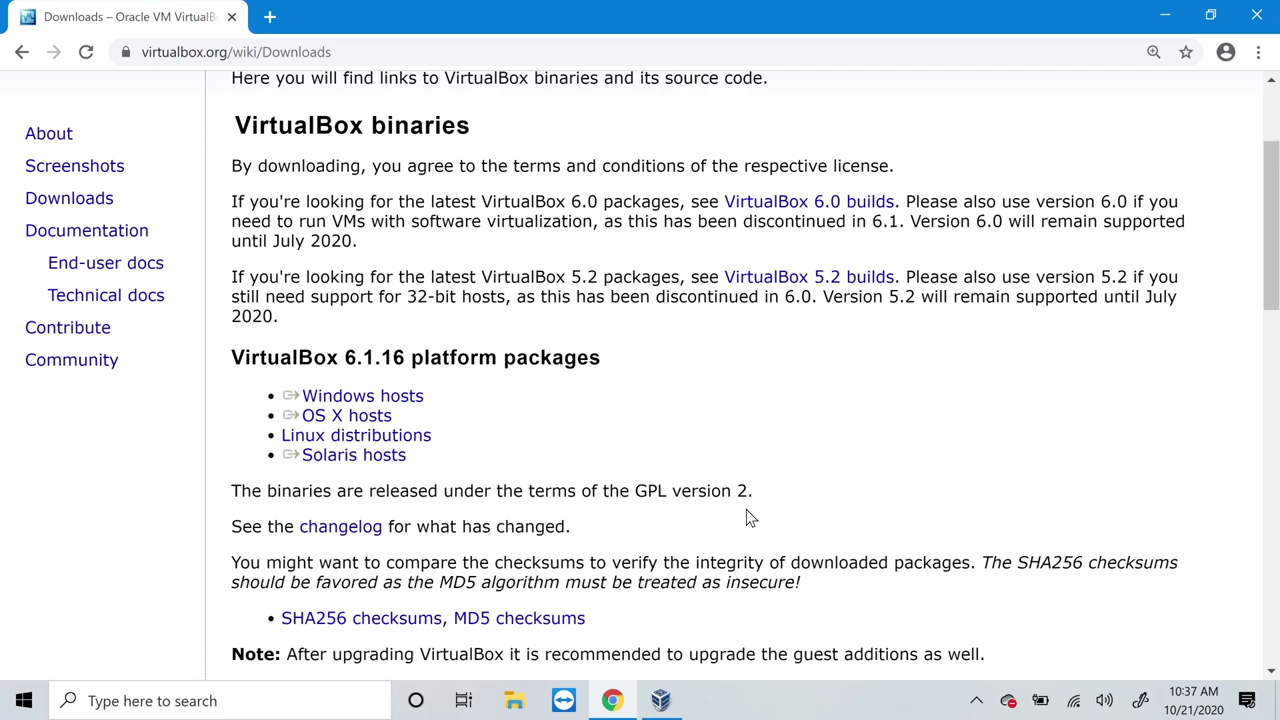 Downloads – Oracle VM VirtualB
virtualbox.org/wiki/Downloads
Here you will find links to VirtualBox binaries and its source code.
About
Screenshots
Downloads
Documentation
End-user docs
Technical docs
Contribute
Community
VirtualBox binaries
By downloading, you agree to the terms and conditions of the respective license.
If you're looking for the latest VirtualBox 6.0 packages, see VirtualBox 6.0 builds. Please also use version 6.0 if you
need to run VMs with software virtualization, as this has been discontinued in 6.1. Version 6.0 will remain supported
until July 2020.
If you're looking for the latest VirtualBox 5.2 packages, see VirtualBox 5.2 builds. Please also use version 5.2 if you
still need support for 32-bit hosts, as this has been discontinued in 6.0. Version 5.2 will remain supported until July
2020.
VirtualBox 6.1.16 platform packages
• Windows hosts
• OS X hosts
• Linux distributions
• Solaris hosts
The binaries are released under the terms of the GPL version 2.
See the changelog for what has changed.
You might want to compare the checksums to verify the integrity of downloaded packages. The SHA256 checksums
should be favored as the MD5 algorithm must be treated as insecure!
• SHA256 checksums, MD5 checksums
Note: After upgrading VirtualBox it is recommended to upgrade the guest additions as well.
Type here to search
10:37 AM
10/21/2020